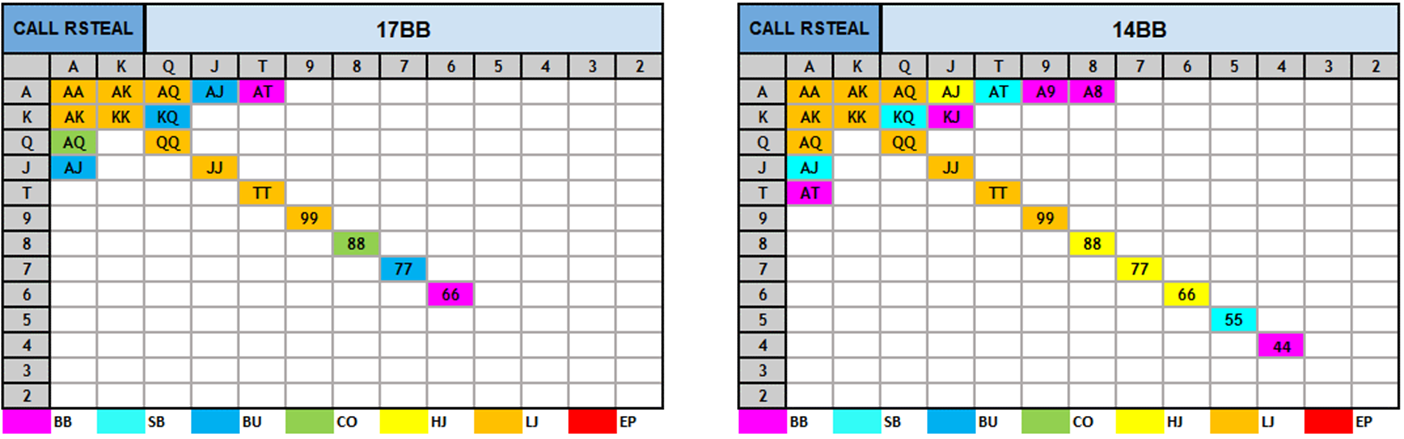 CALL RSTEAL 17BB
A K Q J T 9 8 7 6 5 4 3 2
A AA AK AQ AJ AT
K AK KK KQ
Q AQ QQ
J AJ JJ
T TT
9 99
8 88
7 77
6 66
5
4
3
2
BB SB BU CO HJ LJ EP
CALL RSTEAL 14BB
A K Q J T 9 8 7 6 5 4 3 2
A AA AK AQ AJ AT A9 A8
K AK KK KQ KJ
Q AQ QQ
J AJ JJ
T AT TT
9 99
8 88
7 77
6 66
5 55
4 44
3
2
BB SB BU CO HJ LJ EP